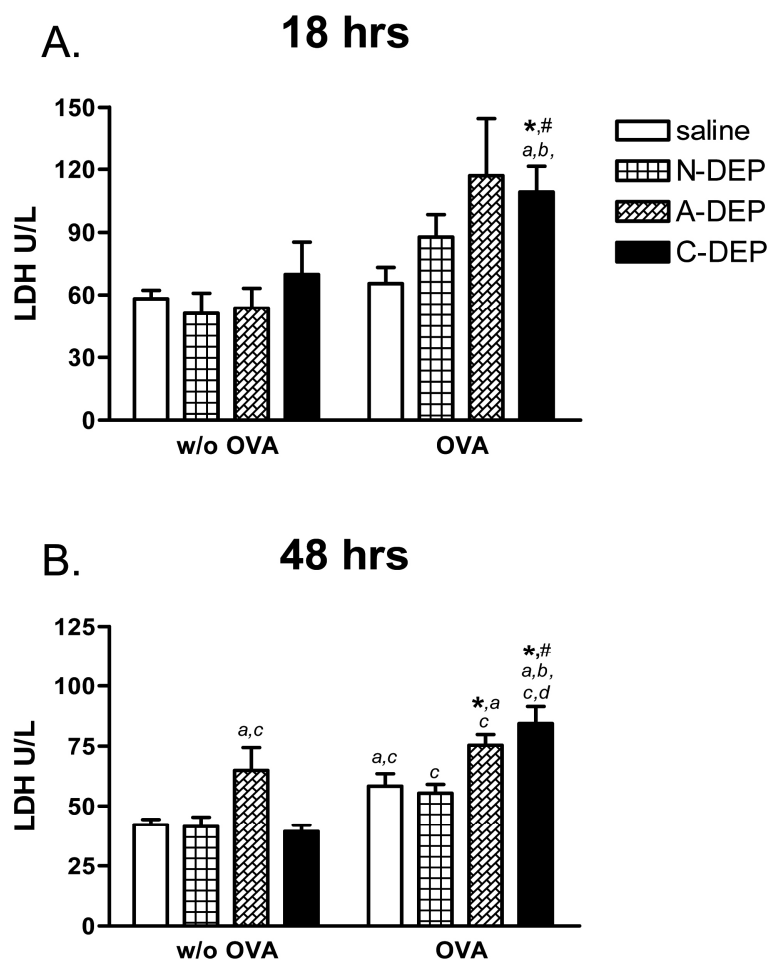 A.
18 hrs
LDH U/L
150
120
90
60
30
0
*,#
a,b,
w/o OVA
OVA
saline
N-DEP
A-DEP
C-DEP
B.
48 hrs
LDH U/L
125
100
75
50
25
0
a,c
a,c
c
*,a
c
*,#
a,b,
c,d
w/o OVA
OVA